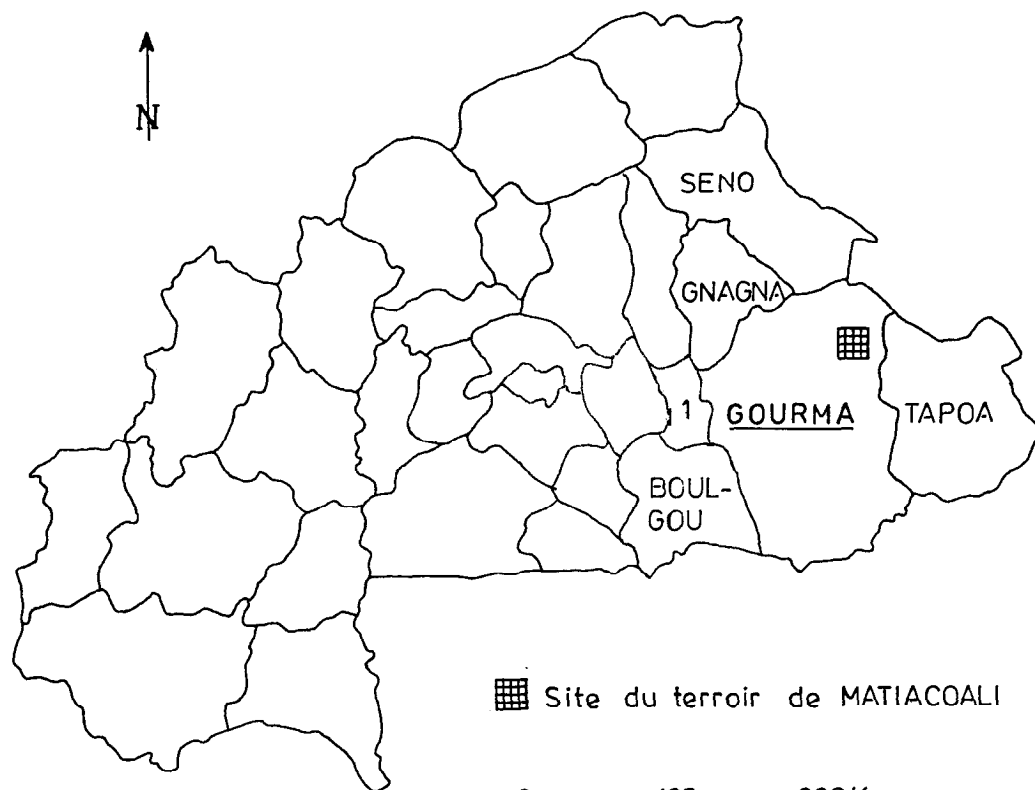 N
SENO
GNAGNA
1
GOURMA
TAPOA
BOUL-
GOU
Site du terroir de MATIACOALI